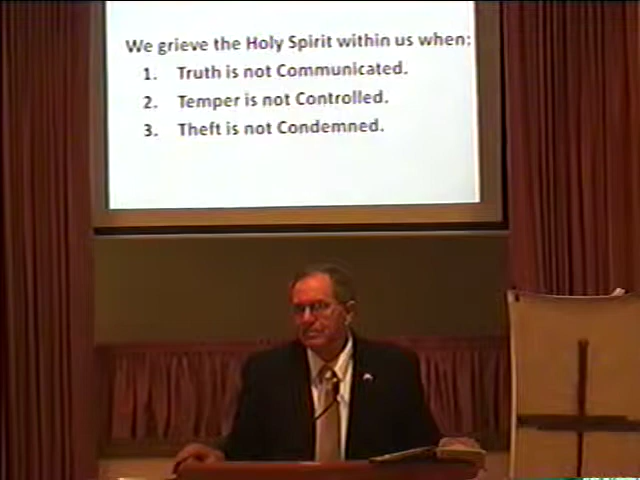 We grieve the Holy Spirit within us when:
1. Truth is not Communicated.
2. Temper is not Controlled.
3. Theft is not Condemned.